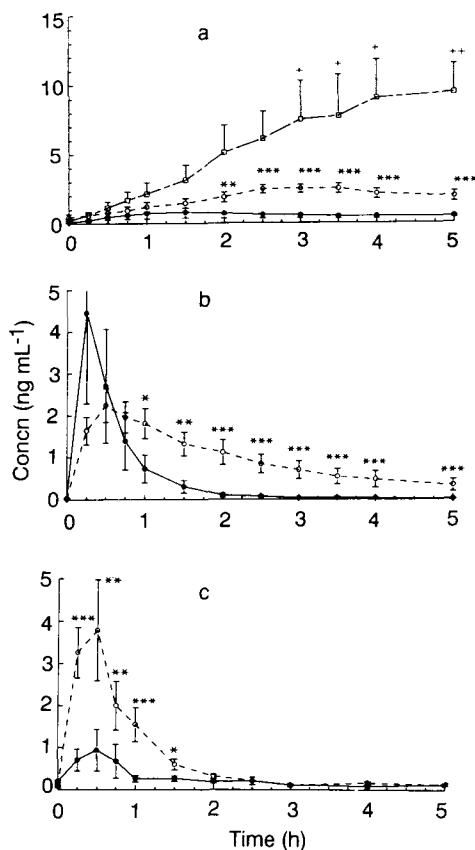 a
15
10
5
0
+ + + ++
** *** *** *** *** ***
0 1 2 3 4 5
b
5
4
3
2
1
0
* ** *** *** *** *** *** ***
0 1 2 3 4 5
Concn (ng mL⁻¹)
c
5
4
3
2
1
0
*** ** ** *** *
0 1 2 3 4 5
Time (h)